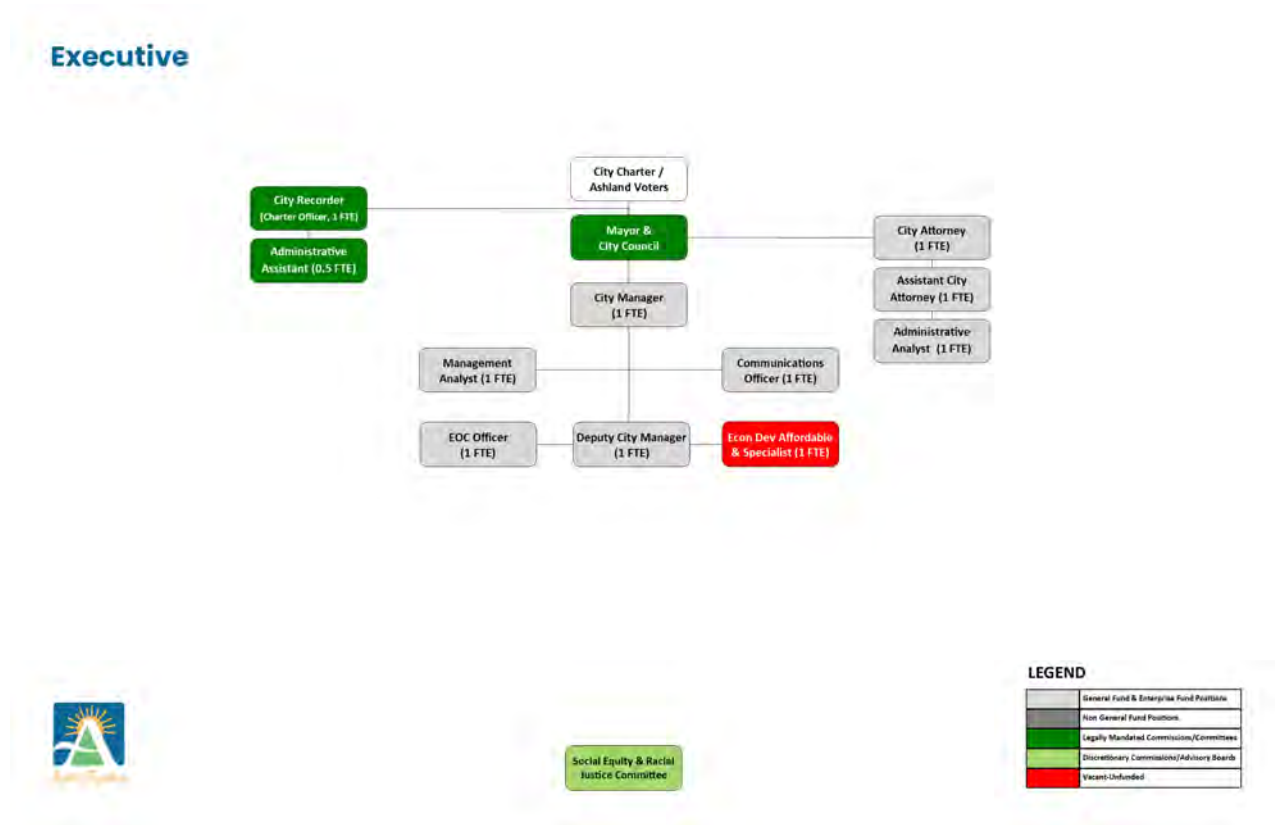 Executive
City Charter /
Ashland Voters
City Recorder
(Charter Officer, 1 FTE)
Administrative
Assistant (0.5 FTE)
Mayor &
City Council
City Attorney
(1 FTE)
Assistant City
Attorney (1 FTE)
Administrative
Analyst (1 FTE)
City Manager
(1 FTE)
Management
Analyst (1 FTE)
Communications
Officer (1 FTE)
EOC Officer
(1 FTE)
Deputy City Manager
(1 FTE)
Econ Dev Affordable
& Specialist (1 FTE)
LEGEND
General Fund & Enterprise Fund Positions
Non General Fund Positions
Legally Mandated Commissions/Committees
Discretionary Commissions/Advisory Boards
Vacant-Unfunded
Social Equity & Racial
Justice Committee